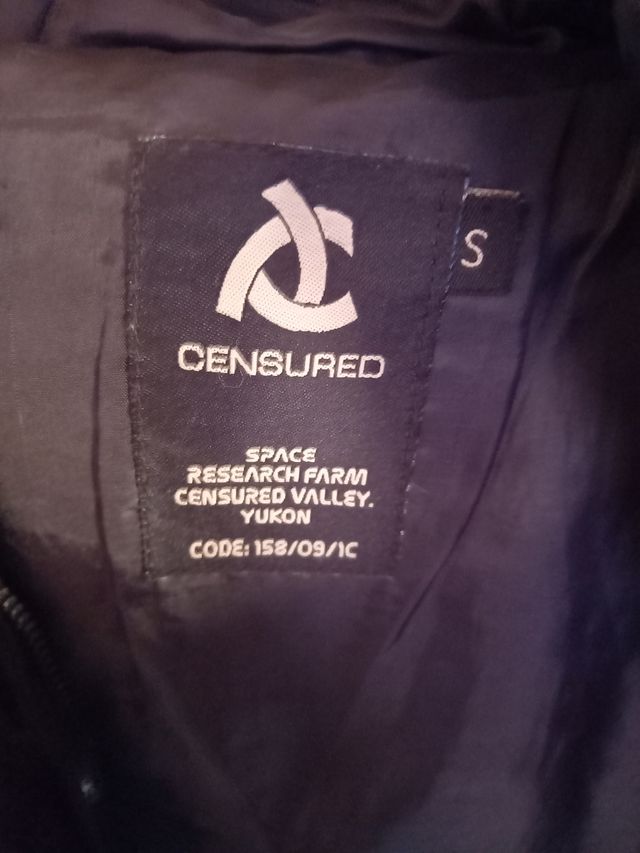 CENSURED
S
SPACE
RESEARCH FARM
CENSURED VALLEY.
YUKON
CODE: 158/09/1C